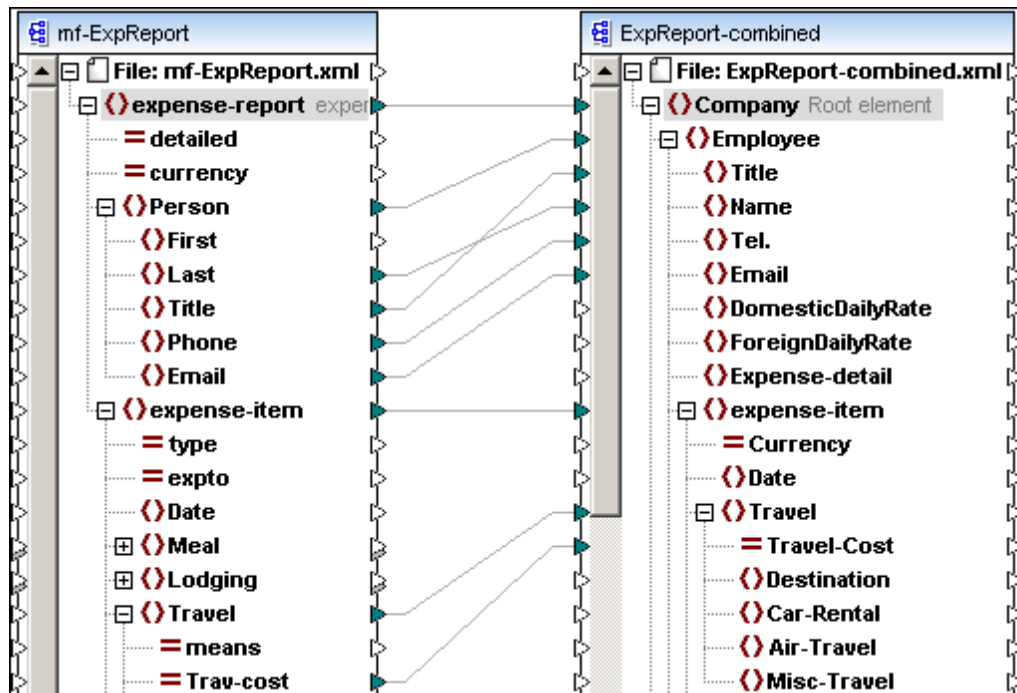 mf-ExpReport
File: mf-ExpReport.xml
expense-report exper
detailed
currency
Person
First
Last
Title
Phone
Email
expense-item
type
expto
Date
Meal
Lodging
Travel
means
Trav-cost
ExpReport-combined
File: ExpReport-combined.xml
Company Root element
Employee
Title
Name
Tel.
Email
DomesticDailyRate
ForeignDailyRate
Expense-detail
expense-item
Currency
Date
Travel
Travel-Cost
Destination
Car-Rental
Air-Travel
Misc-Travel